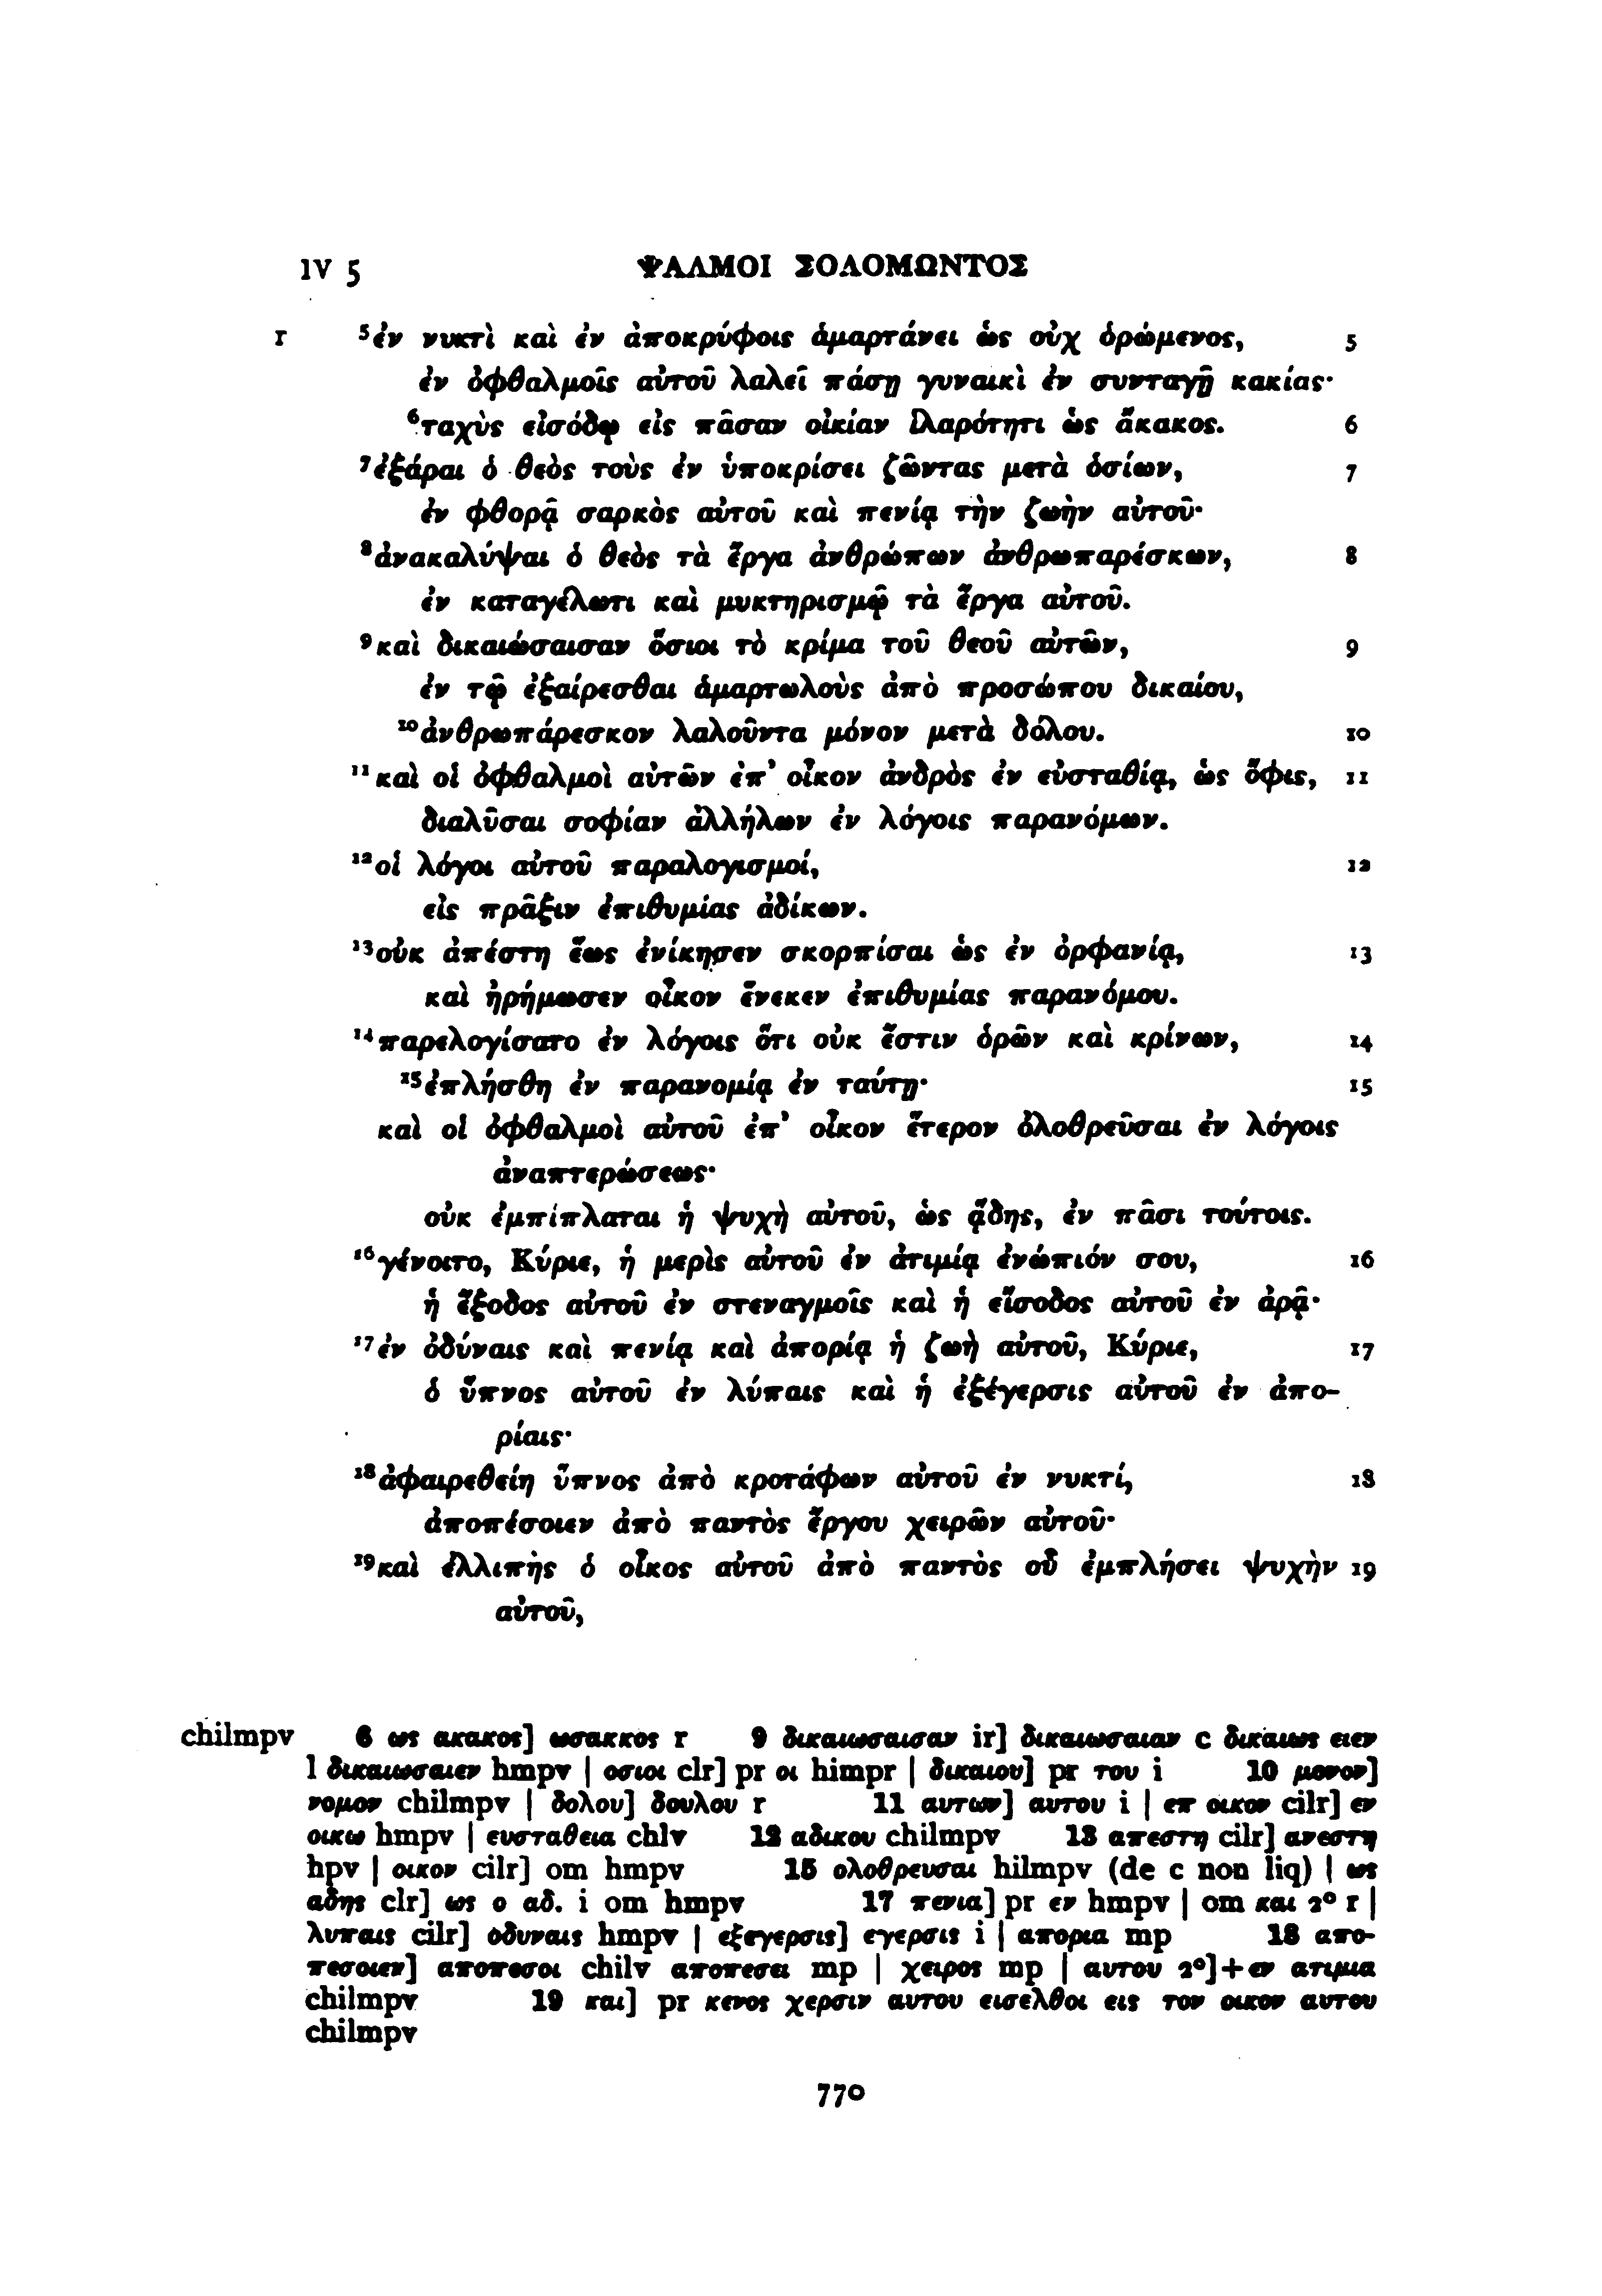 IV 5 ΨΑΛΜΟΙ ΣΟΛΟΜΩΝΤΟΣ
r ⁵ἐν νυκτὶ καὶ ἐν ἀποκρύφοις ἁμαρτάνει ὡς οὐχ ὁρώμενος, 5
ἐν ὀφθαλμοῖς αὐτοῦ λαλεῖ πάσῃ γυναικὶ ἐν συνταγῇ κακίας·
⁶ταχὺς εἰσόδῳ εἰς πᾶσαν οἰκίαν ἱλαρότητι ὡς ἄκακος. 6
⁷ἐξάραι ὁ θεὸς τοὺς ἐν ὑποκρίσει ζῶντας μετὰ ὁσίων, 7
ἐν φθορᾷ σαρκὸς αὐτοῦ καὶ πενίᾳ τὴν ζωὴν αὐτοῦ·
⁸ἀνακαλύψαι ὁ θεὸς τὰ ἔργα ἀνθρώπων ἀνθρωπαρέσκων, 8
ἐν καταγέλωτι καὶ μυκτηρισμῷ τὰ ἔργα αὐτοῦ.
⁹καὶ δικαιώσαισαν ὅσιοι τὸ κρίμα τοῦ θεοῦ αὐτῶν, 9
ἐν τῷ ἐξαίρεσθαι ἁμαρτωλοὺς ἀπὸ προσώπου δικαίου,
¹⁰ἀνθρωπάρεσκον λαλοῦντα μόνον μετὰ δόλου. 10
¹¹καὶ οἱ ὀφθαλμοὶ αὐτῶν ἐπ’ οἶκον ἀνδρὸς ἐν εὐσταθίᾳ, ὡς ὄφις, 11
διαλῦσαι σοφίαν ἀλλήλων ἐν λόγοις παρανόμων.
¹²οἱ λόγοι αὐτοῦ παραλογισμοί, 12
εἰς πρᾶξιν ἐπιθυμίας ἀδίκων.
¹³οὐκ ἀπέστη ἕως ἐνίκησεν σκορπίσαι ὡς ἐν ὀρφανίᾳ, 13
καὶ ἠρήμωσεν οἶκον ἕνεκεν ἐπιθυμίας παρανόμου.
¹⁴παρελογίσατο ἐν λόγοις ὅτι οὐκ ἔστιν ὁρῶν καὶ κρίνων, 14
¹⁵ἐπλήσθη ἐν παρανομίᾳ ἐν ταύτῃ· 15
καὶ οἱ ὀφθαλμοὶ αὐτοῦ ἐπ’ οἶκον ἕτερον ὀλοθρεῦσαι ἐν λόγοις
ἀναπτερώσεως·
οὐκ ἐμπίπλαται ἡ ψυχὴ αὐτοῦ, ὡς ᾅδης, ἐν πᾶσι τούτοις.
¹⁶γένοιτο, Κύριε, ἡ μερὶς αὐτοῦ ἐν ἀτιμίᾳ ἐνώπιόν σου, 16
ἡ ἔξοδος αὐτοῦ ἐν στεναγμοῖς καὶ ἡ εἴσοδος αὐτοῦ ἐν ἀρᾷ·
¹⁷ἐν ὀδύναις καὶ πενίᾳ καὶ ἀπορίᾳ ἡ ζωὴ αὐτοῦ, Κύριε, 17
ὁ ὕπνος αὐτοῦ ἐν λύπαις καὶ ἡ ἐξέγερσις αὐτοῦ ἐν ἀπο-
ρίαις·
¹⁸ἀφαιρεθείη ὕπνος ἀπὸ κροτάφων αὐτοῦ ἐν νυκτί, 18
ἀποπέσοιεν ἀπὸ παντὸς ἔργου χειρῶν αὐτοῦ·
¹⁹καὶ ἐλλιπὴς ὁ οἶκος αὐτοῦ ἀπὸ παντὸς οὗ ἐμπλήσει ψυχὴν 19
αὐτοῦ,
chilmpv 6 ως ακακος] ωσακκος r 9 δικαιωσαισαν ir] δικαιωσαιαν c δικαιως ειεν
l δικαιωσαιεν hmpv | οσιοι clr] pr οι himpr | δικαιου] pr του i 10 μονον]
νομον chilmpv | δολου] δουλου r 11 αυτων] αυτου i | επ οικον cilr] εν
οικω hmpv | ευσταθεια chlv 12 αδικου chilmpv 13 απεστη cilr] ανεστη
hpv | οικον cilr] om hmpv 15 ολοθρευσαι hilmpv (de c non liq) | ως
αδης clr] ως ο αδ. i om hmpv 17 πενια] pr εν hmpv | om και 2° r |
λυπαις cilr] οδυναις hmpv | εξεγερσις] εγερσις i | απορια mp 18 απο-
πεσοιεν] αποπεσοι chilv αποπεσει mp | χειρος mp | αυτου 2°]+εν ατιμια
chilmpv 19 και] pr κενος χερσιν αυτου εισελθοι εις τον οικον αυτου
chilmpv
770